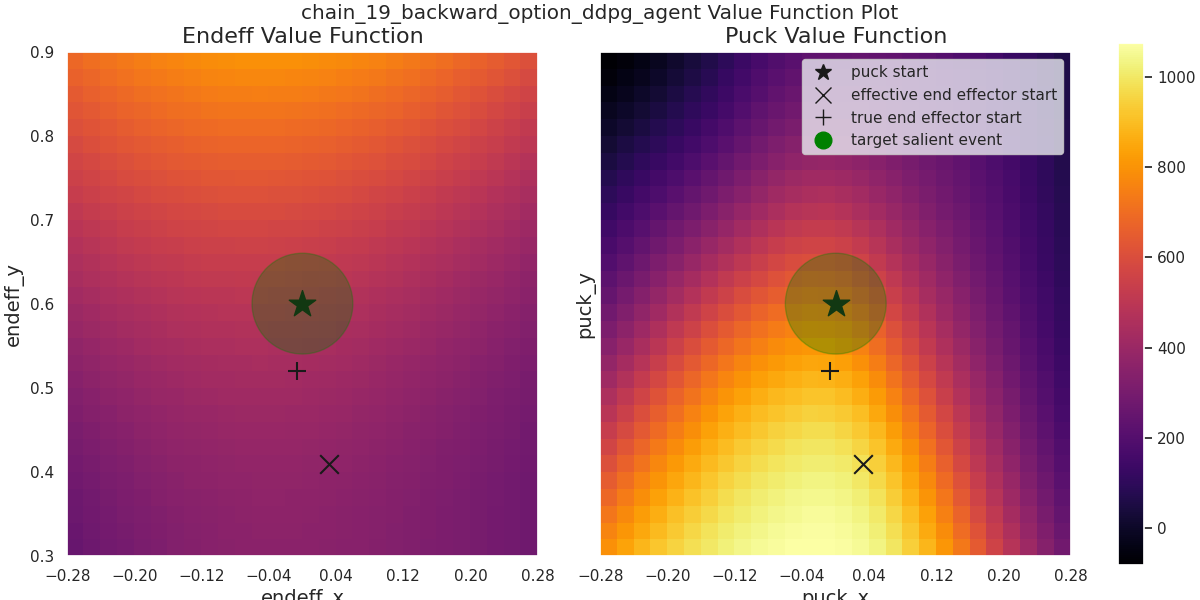 chain_19_backward_option_ddpg_agent Value Function Plot
Endeff Value Function
Puck Value Function
puck start
effective end effector start
true end effector start
target salient event
0.9
0.8
0.7
0.6
0.5
0.4
0.3
endeff_y
−0.28 −0.20 −0.12 −0.04 0.04 0.12 0.20 0.28
endeff_x
puck_y
−0.28 −0.20 −0.12 −0.04 0.04 0.12 0.20 0.28
puck_x
1000
800
600
400
200
0